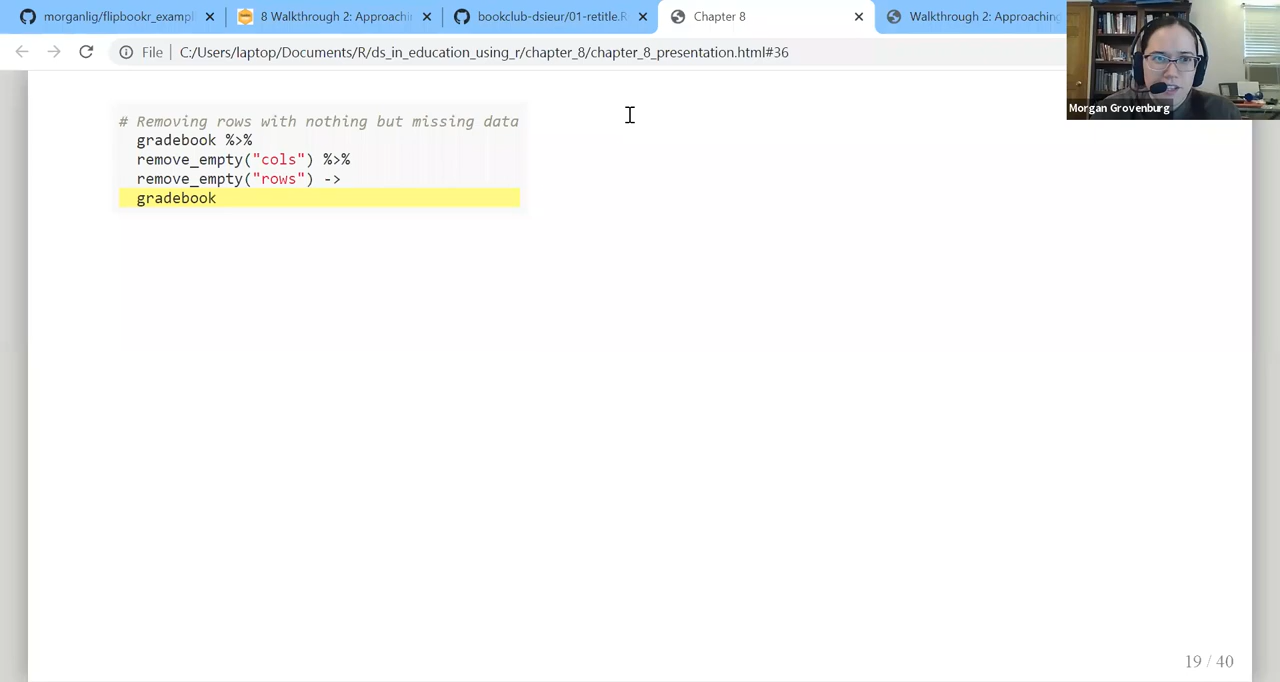 morganlig/flipbookr_exampl
8 Walkthrough 2: Approachin
bookclub-dsieur/01-retitle.R
Chapter 8
Walkthrough 2: Approaching
File
C:/Users/laptop/Documents/R/ds_in_education_using_r/chapter_8/chapter_8_presentation.html#36
Morgan Grovenburg
# Removing rows with nothing but missing data
gradebook %>%
remove_empty("cols") %>%
remove_empty("rows") ->
gradebook
19 / 40